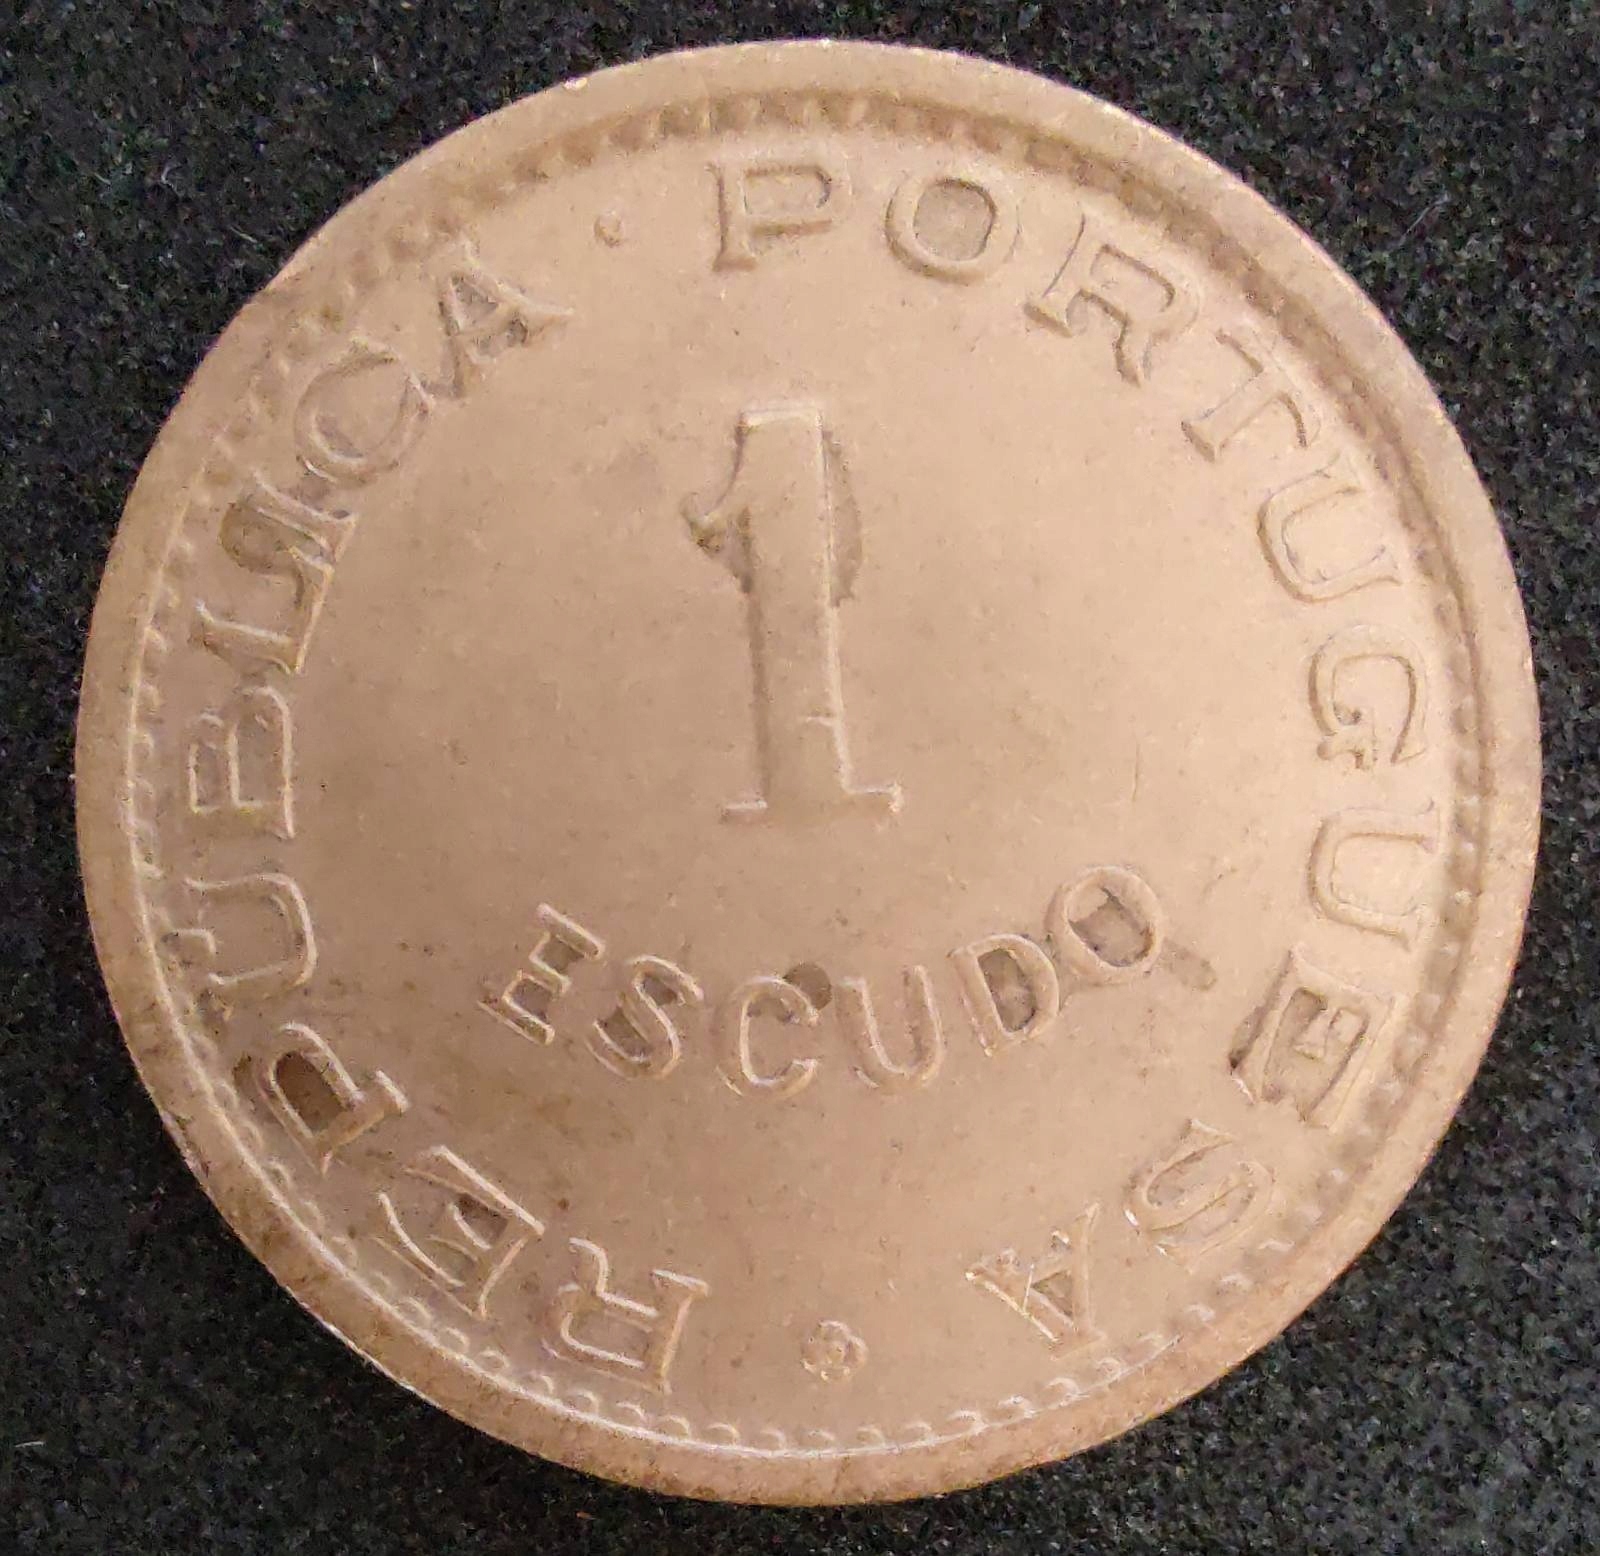 REPUBLICA · PORTUGUESA
1
ESCUDO